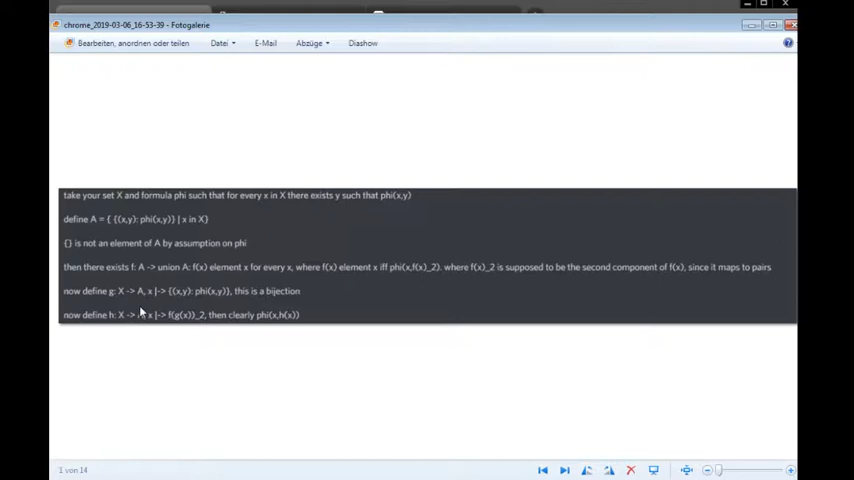 chrome_2019-03-06_16-53-39 - Fotogalerie
Bearbeiten, anordnen oder teilen Datei E-Mail Abzüge Diashow
take your set X and formula phi such that for every x in X there exists y such that phi(x,y)
define A = { {(x,y): phi(x,y)} | x in X}
{} is not an element of A by assumption on phi
then there exists f: A -> union A: f(x) element x for every x, where f(x) element x iff phi(x,f(x)_2). where f(x)_2 is supposed to be the second component of f(x), since it maps to pairs
now define g: X -> A, x |-> {(x,y): phi(x,y)}, this is a bijection
now define h: X -> x |-> f(g(x))_2, then clearly phi(x,h(x))
1 von 14